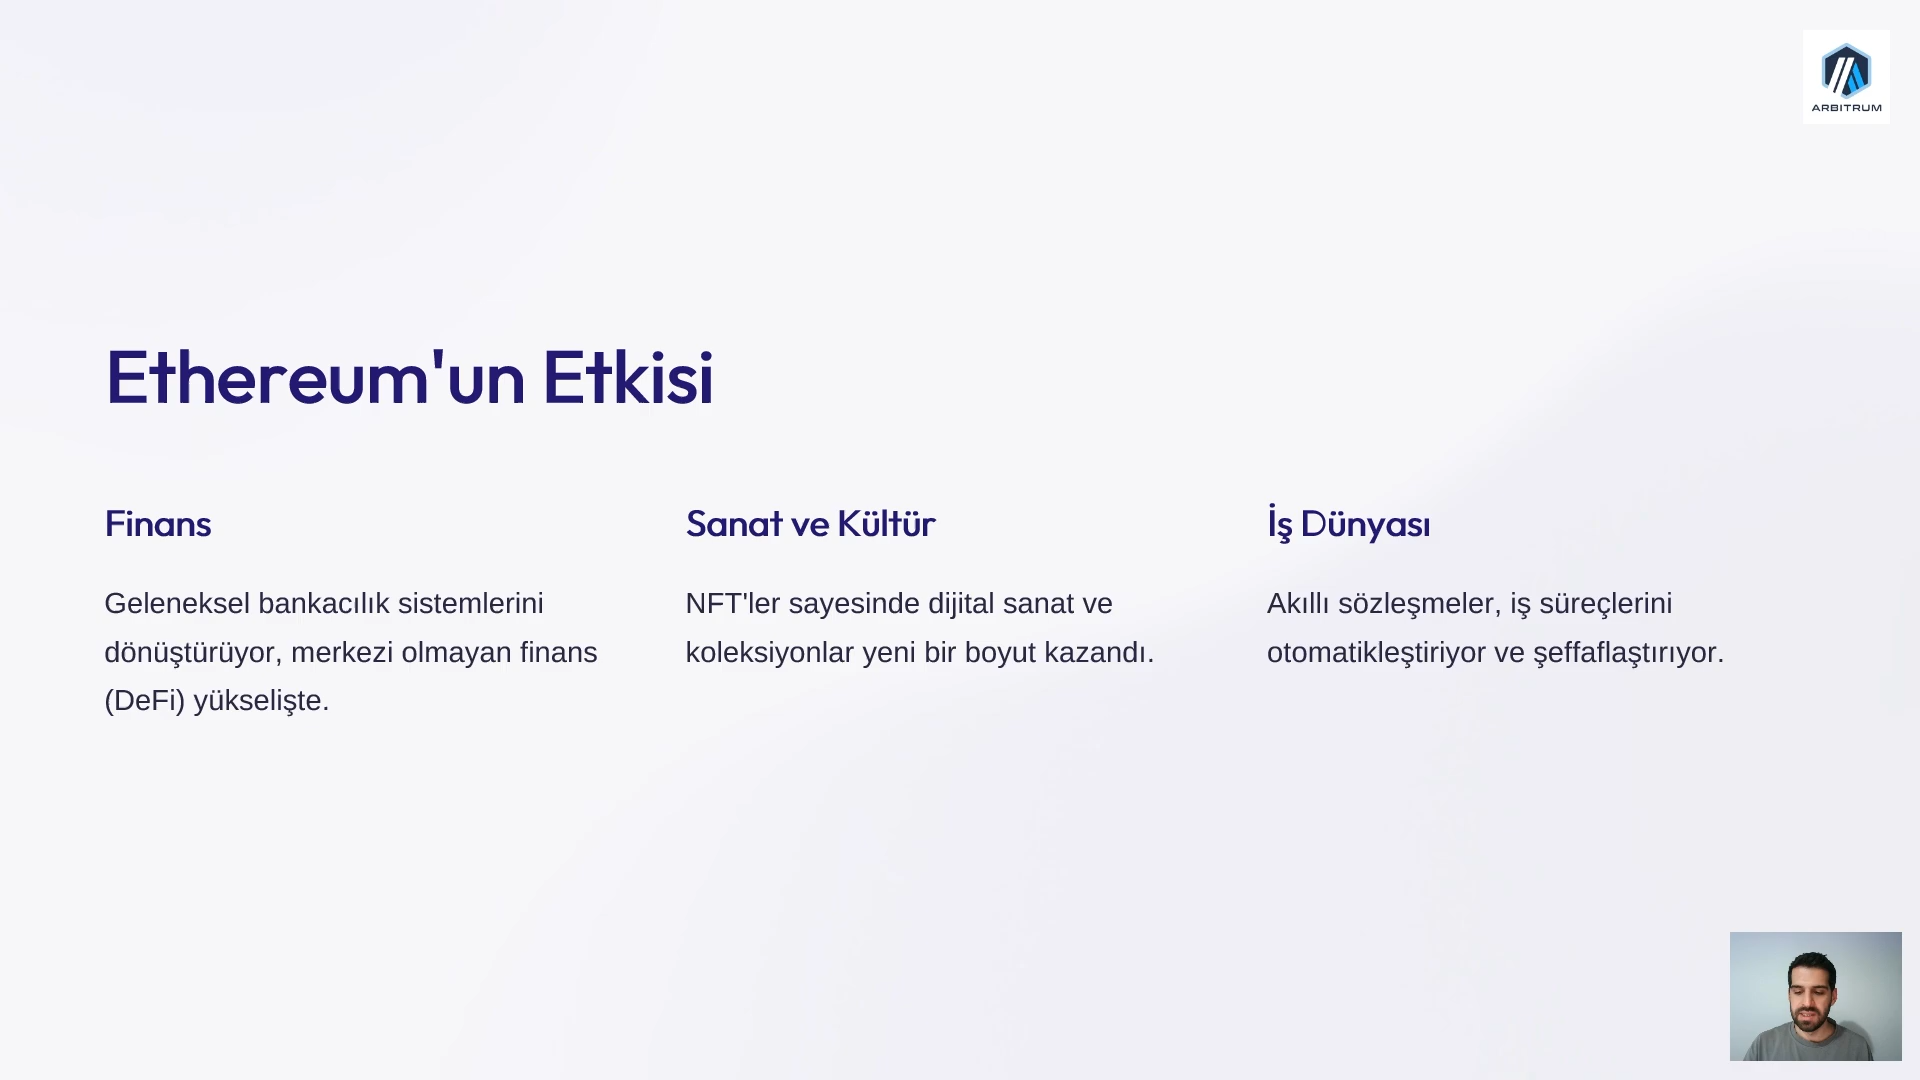 ARBITRUM
Ethereum'un Etkisi
Finans
Geleneksel bankacılık sistemlerini
dönüştürüyor, merkezi olmayan finans
(DeFi) yükselişte.
Sanat ve Kültür
NFT'ler sayesinde dijital sanat ve
koleksiyonlar yeni bir boyut kazandı.
İş Dünyası
Akıllı sözleşmeler, iş süreçlerini
otomatikleştiriyor ve şeffaflaştırıyor.